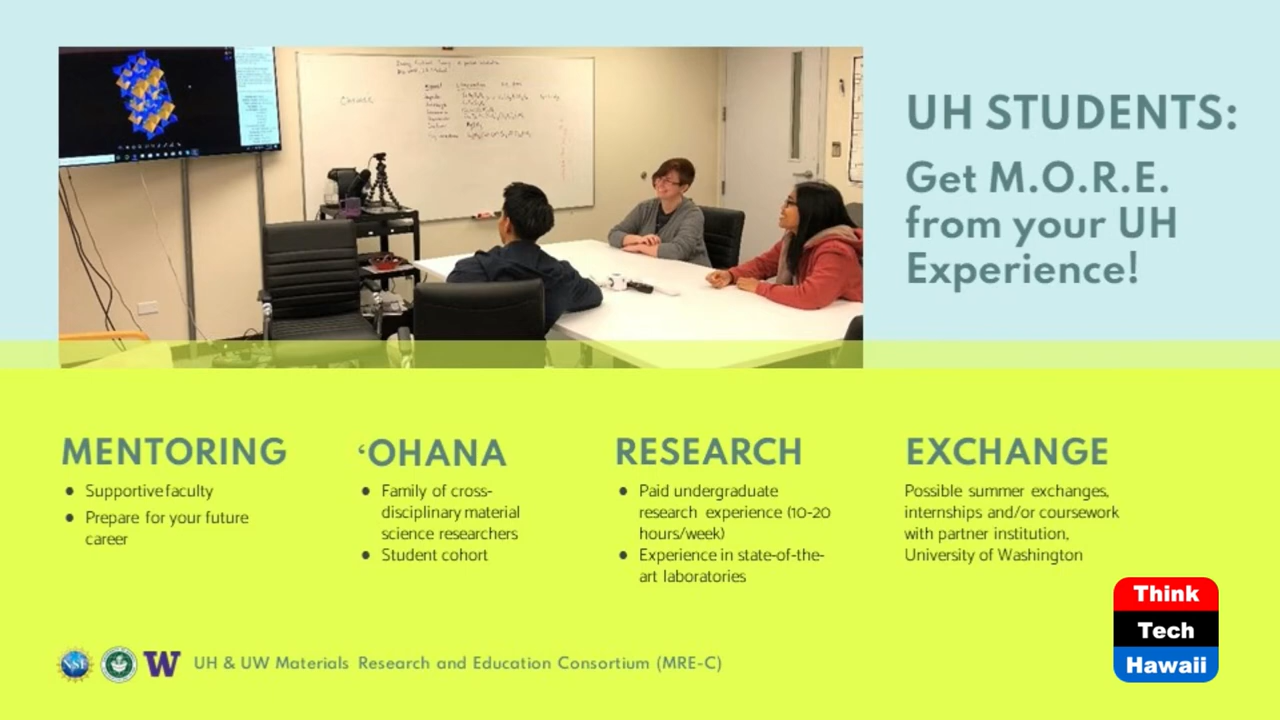 UH STUDENTS:
Get M.O.R.E.
from your UH
Experience!
MENTORING
● Supportive faculty
● Prepare for your future
career
‘OHANA
● Family of cross-
disciplinary material
science researchers
● Student cohort
RESEARCH
● Paid undergraduate
research experience (10-20
hours/week)
● Experience in state-of-the-
art laboratories
EXCHANGE
Possible summer exchanges,
internships and/or coursework
with partner institution,
University of Washington
Think
Tech
Hawaii
NSF
W
UH & UW Materials Research and Education Consortium (MRE-C)